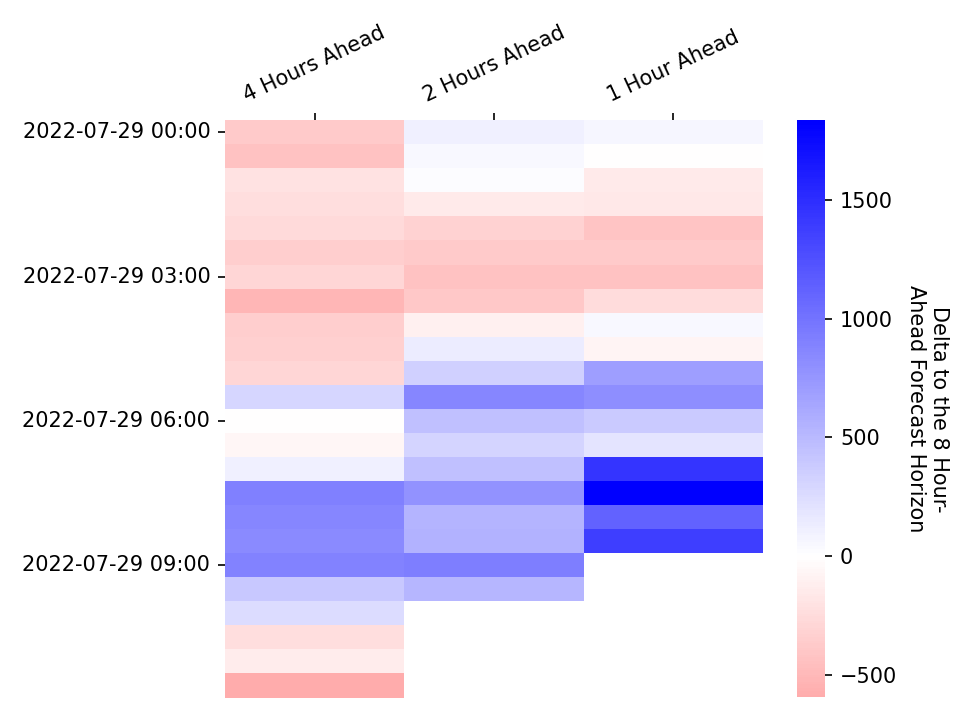 4 Hours Ahead
2 Hours Ahead
1 Hour Ahead
2022-07-29 00:00
2022-07-29 03:00
2022-07-29 06:00
2022-07-29 09:00
1500
1000
500
0
−500
Delta to the 8 Hour-
Ahead Forecast Horizon